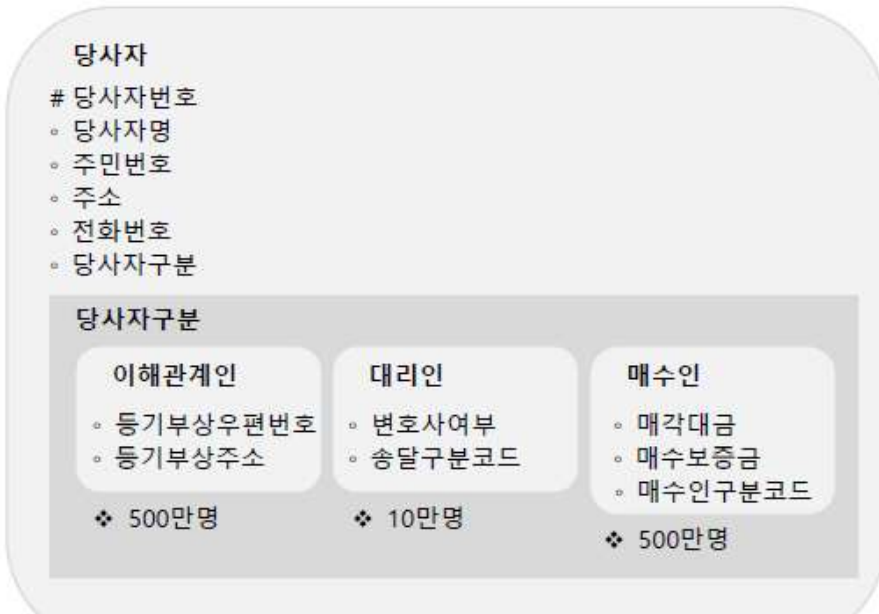 당사자
# 당사자번호
◦ 당사자명
◦ 주민번호
◦ 주소
◦ 전화번호
◦ 당사자구분
당사자구분
이해관계인
◦ 등기부상우편번호
◦ 등기부상주소
❖ 500만명
대리인
◦ 변호사여부
◦ 송달구분코드
❖ 10만명
매수인
◦ 매각대금
◦ 매수보증금
◦ 매수인구분코드
❖ 500만명